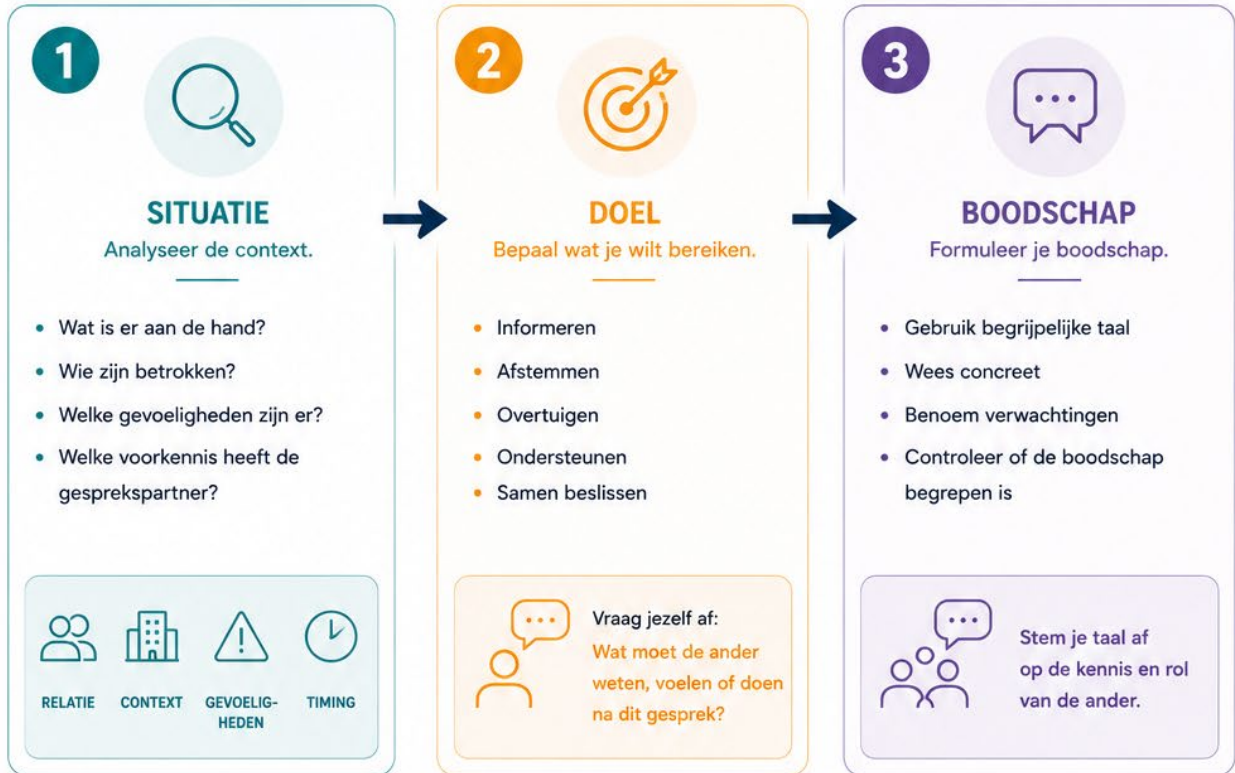 1
SITUATIE
Analyseer de context.
• Wat is er aan de hand?
• Wie zijn betrokken?
• Welke gevoeligheden zijn er?
• Welke voorkennis heeft de
gesprekspartner?
RELATIE
CONTEXT
GEVOELIG-
HEDEN
TIMING
2
DOEL
Bepaal wat je wilt bereiken.
• Informeren
• Afstemmen
• Overtuigen
• Ondersteunen
• Samen beslissen
Vraag jezelf af:
Wat moet de ander
weten, voelen of doen
na dit gesprek?
3
BOODSCHAP
Formuleer je boodschap.
• Gebruik begrijpelijke taal
• Wees concreet
• Benoem verwachtingen
• Controleer of de boodschap
begrepen is
Stem je taal af
op de kennis en rol
van de ander.